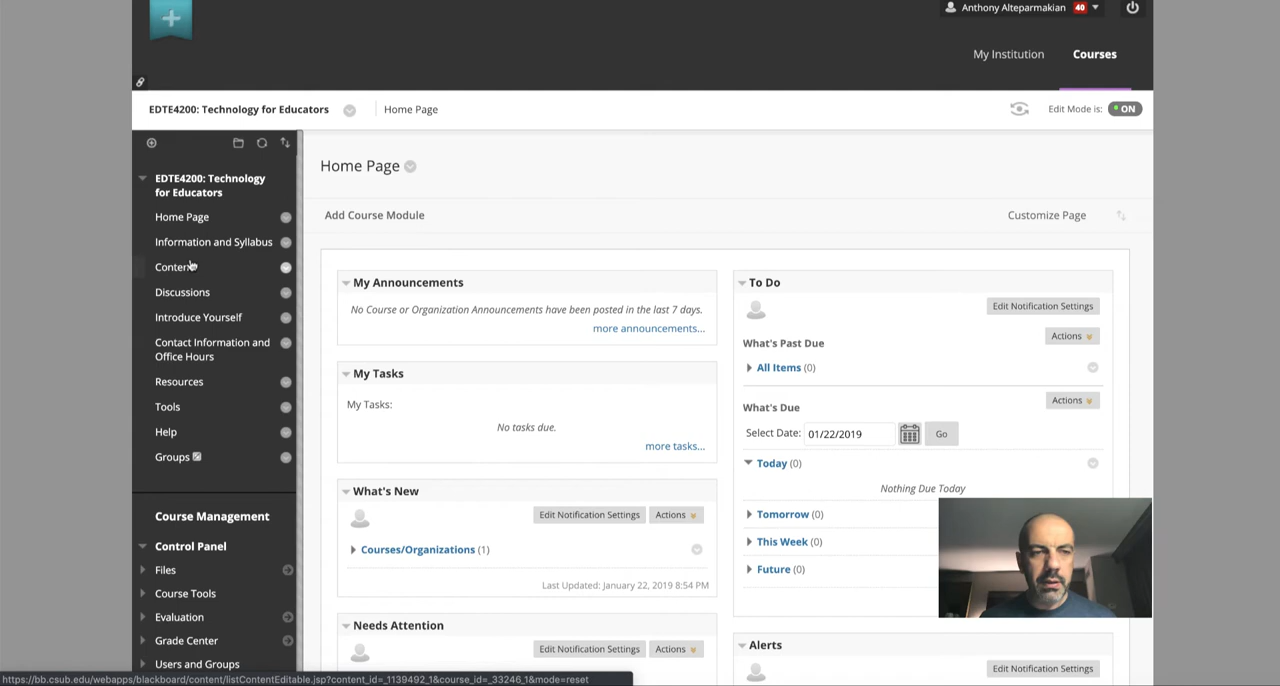 Anthony Alteparmakian 40
My Institution
Courses
EDTE4200: Technology for Educators
Home Page
Edit Mode is:
ON
EDTE4200: Technology
for Educators
Home Page
Information and Syllabus
Content
Discussions
Introduce Yourself
Contact Information and
Office Hours
Resources
Tools
Help
Groups
Course Management
Control Panel
Files
Course Tools
Evaluation
Grade Center
Users and Groups
Home Page
Add Course Module
Customize Page
My Announcements
No Course or Organization Announcements have been posted in the last 7 days.
more announcements...
My Tasks
My Tasks:
No tasks due.
more tasks...
What's New
Edit Notification Settings
Actions
Courses/Organizations (1)
Last Updated: January 22, 2019 8:54 PM
Needs Attention
Edit Notification Settings
Actions
To Do
Edit Notification Settings
Actions
What's Past Due
All Items (0)
Actions
What's Due
Select Date: 01/22/2019 Go
Today (0)
Nothing Due Today
Tomorrow (0)
This Week (0)
Future (0)
Alerts
Edit Notification Settings
https://bb.csub.edu/webapps/blackboard/content/listContentEditable.jsp?content_id=_1139492_1&course_id=_33246_1&mode=reset